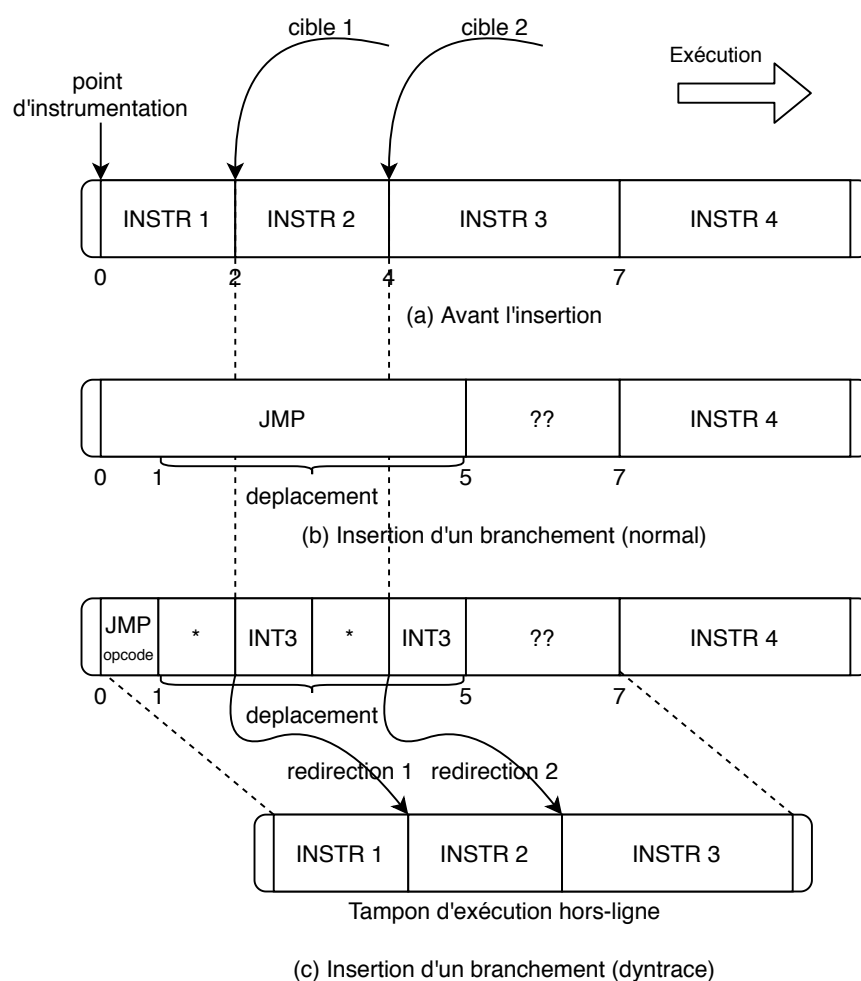 cible 1
cible 2
Exécution
point
d'instrumentation
INSTR 1
INSTR 2
INSTR 3
INSTR 4
0
2
4
7
(a) Avant l'insertion
JMP
??
INSTR 4
0
1
5
7
deplacement
(b) Insertion d'un branchement (normal)
JMP
opcode
*
INT3
*
INT3
??
INSTR 4
0
1
5
7
deplacement
redirection 1
redirection 2
INSTR 1
INSTR 2
INSTR 3
Tampon d'exécution hors-ligne
(c) Insertion d'un branchement (dyntrace)